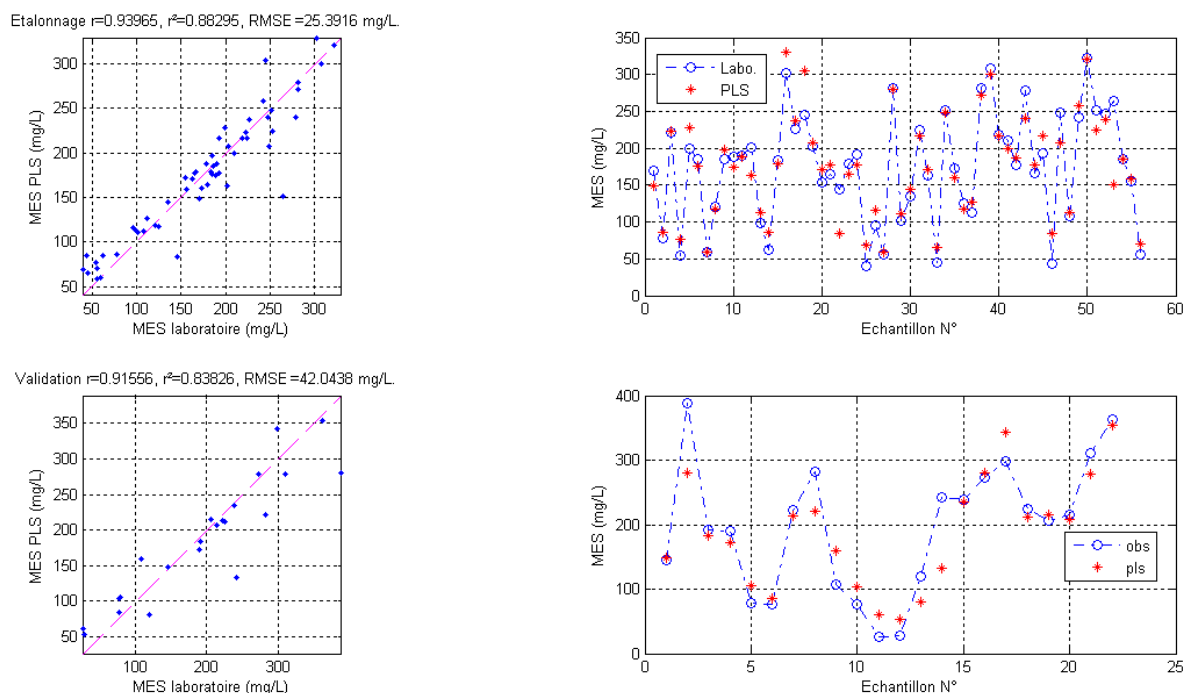 Etalonnage r=0.93965, r²=0.88295, RMSE =25.3916 mg/L.
300
250
200
150
100
50
MES PLS (mg/L)
50 100 150 200 250 300
MES laboratoire (mg/L)
350
300
250
200
150
100
50
0
MES (mg/L)
Labo.
PLS
0 10 20 30 40 50 60
Echantillon N°
Validation r=0.91556, r²=0.83826, RMSE =42.0438 mg/L.
350
300
250
200
150
100
50
MES PLS (mg/L)
100 200 300
MES laboratoire (mg/L)
400
300
200
100
0
MES (mg/L)
obs
pls
0 5 10 15 20 25
Echantillon N°